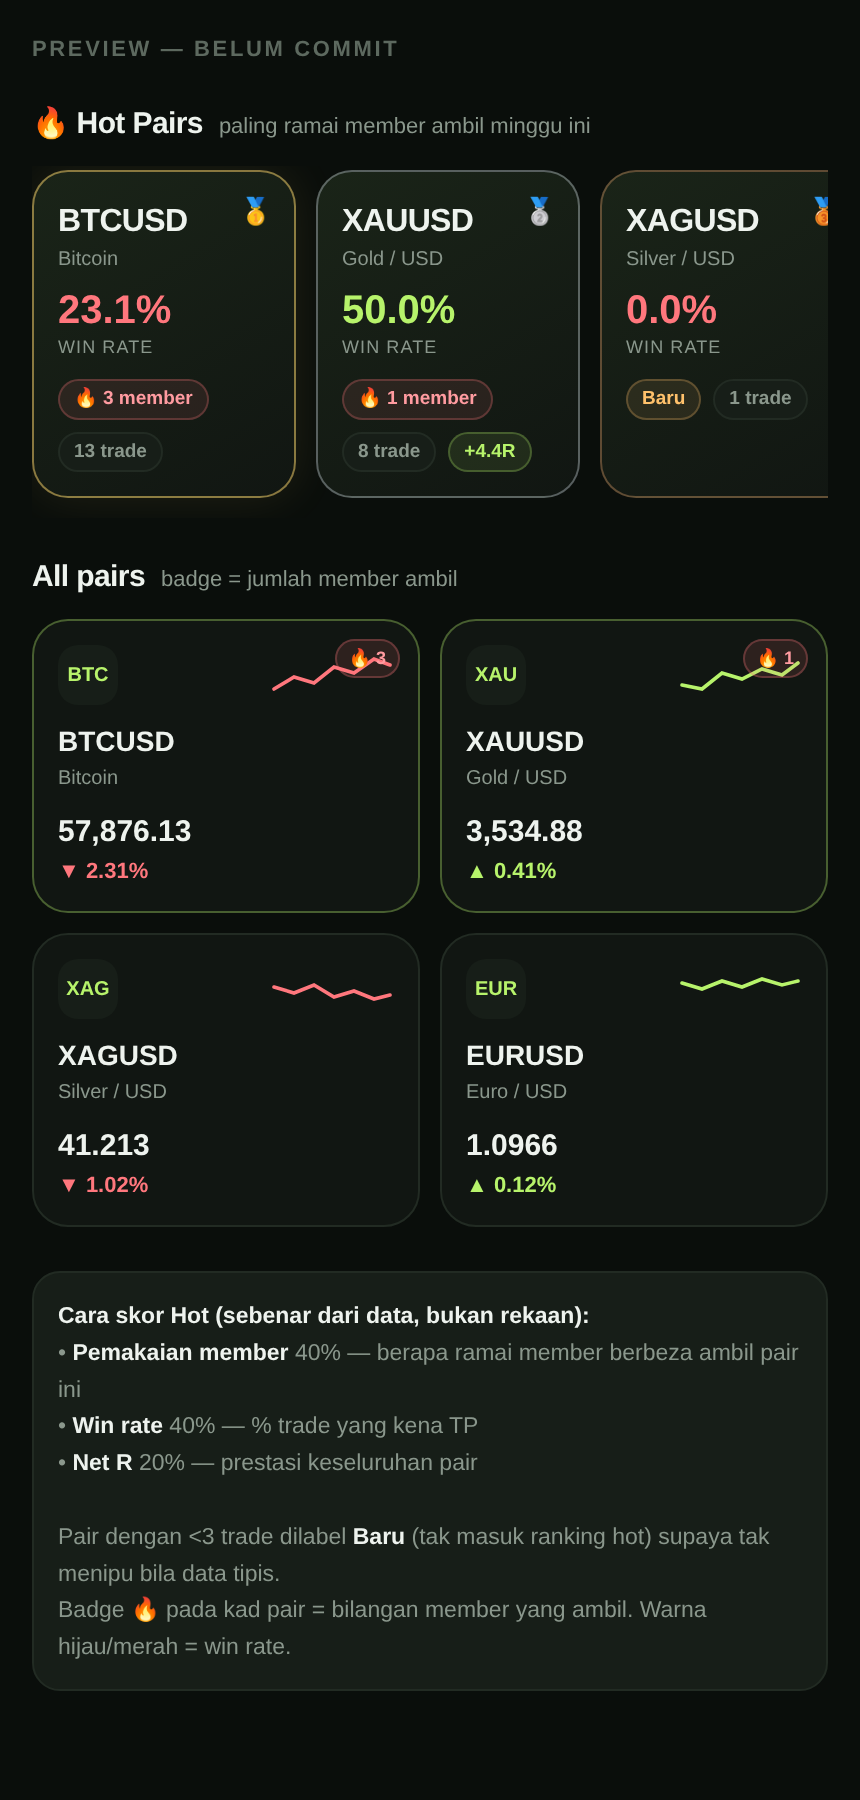 PREVIEW — BELUM COMMIT
🔥 Hot Pairs paling ramai member ambil minggu ini
BTCUSD 🥇
Bitcoin
23.1%
WIN RATE
🔥 3 member
13 trade
XAUUSD 🥈
Gold / USD
50.0%
WIN RATE
🔥 1 member
8 trade +4.4R
XAGUSD 🥉
Silver / USD
0.0%
WIN RATE
Baru 1 trade
All pairs badge = jumlah member ambil
BTC 🔥 3
BTCUSD
Bitcoin
57,876.13
▼ 2.31%
XAU 🔥 1
XAUUSD
Gold / USD
3,534.88
▲ 0.41%
XAG
XAGUSD
Silver / USD
41.213
▼ 1.02%
EUR
EURUSD
Euro / USD
1.0966
▲ 0.12%
Cara skor Hot (sebenar dari data, bukan rekaan):
• Pemakaian member 40% — berapa ramai member berbeza ambil pair
ini
• Win rate 40% — % trade yang kena TP
• Net R 20% — prestasi keseluruhan pair
Pair dengan <3 trade dilabel Baru (tak masuk ranking hot) supaya tak
menipu bila data tipis.
Badge 🔥 pada kad pair = bilangan member yang ambil. Warna
hijau/merah = win rate.